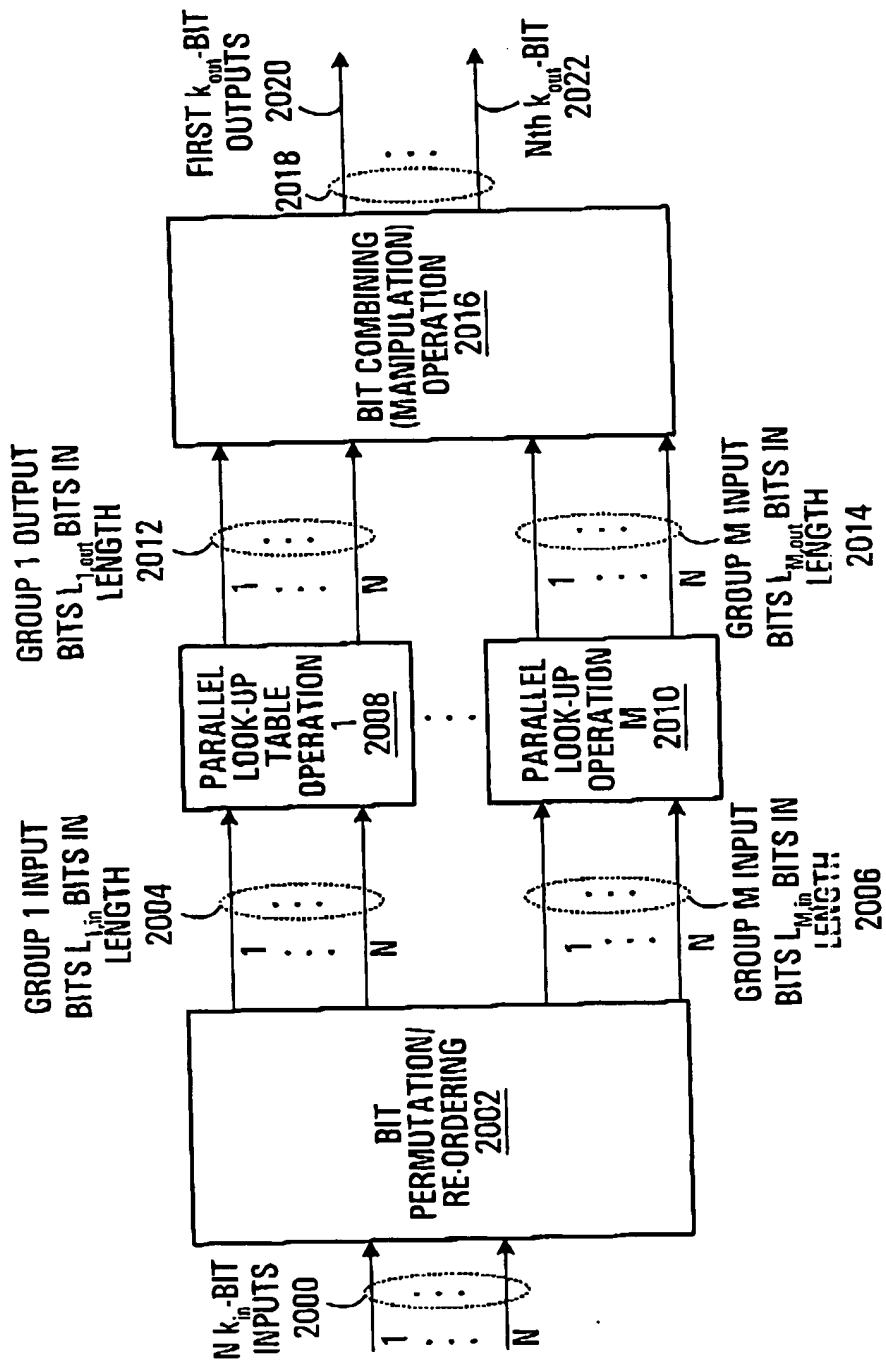 N k_in-BIT
INPUTS
2000
1
N
BIT
PERMUTATION/
RE-ORDERING
2002
GROUP 1 INPUT
BITS L_1,in BITS IN
LENGTH
2004
1
N
GROUP M INPUT
BITS L_M,in BITS IN
LENGTH
2006
1
N
PARALLEL
LOOK-UP
TABLE
OPERATION
1
2008
PARALLEL
LOOK-UP
OPERATION
M
2010
GROUP 1 OUTPUT
BITS L_1,out BITS IN
LENGTH
2012
1
N
GROUP M INPUT
BITS L_M,out BITS IN
LENGTH
2014
1
N
BIT COMBINING
(MANIPULATION)
OPERATION
2016
2018
FIRST k_out-BIT
OUTPUTS
2020
Nth k_out-BIT
2022